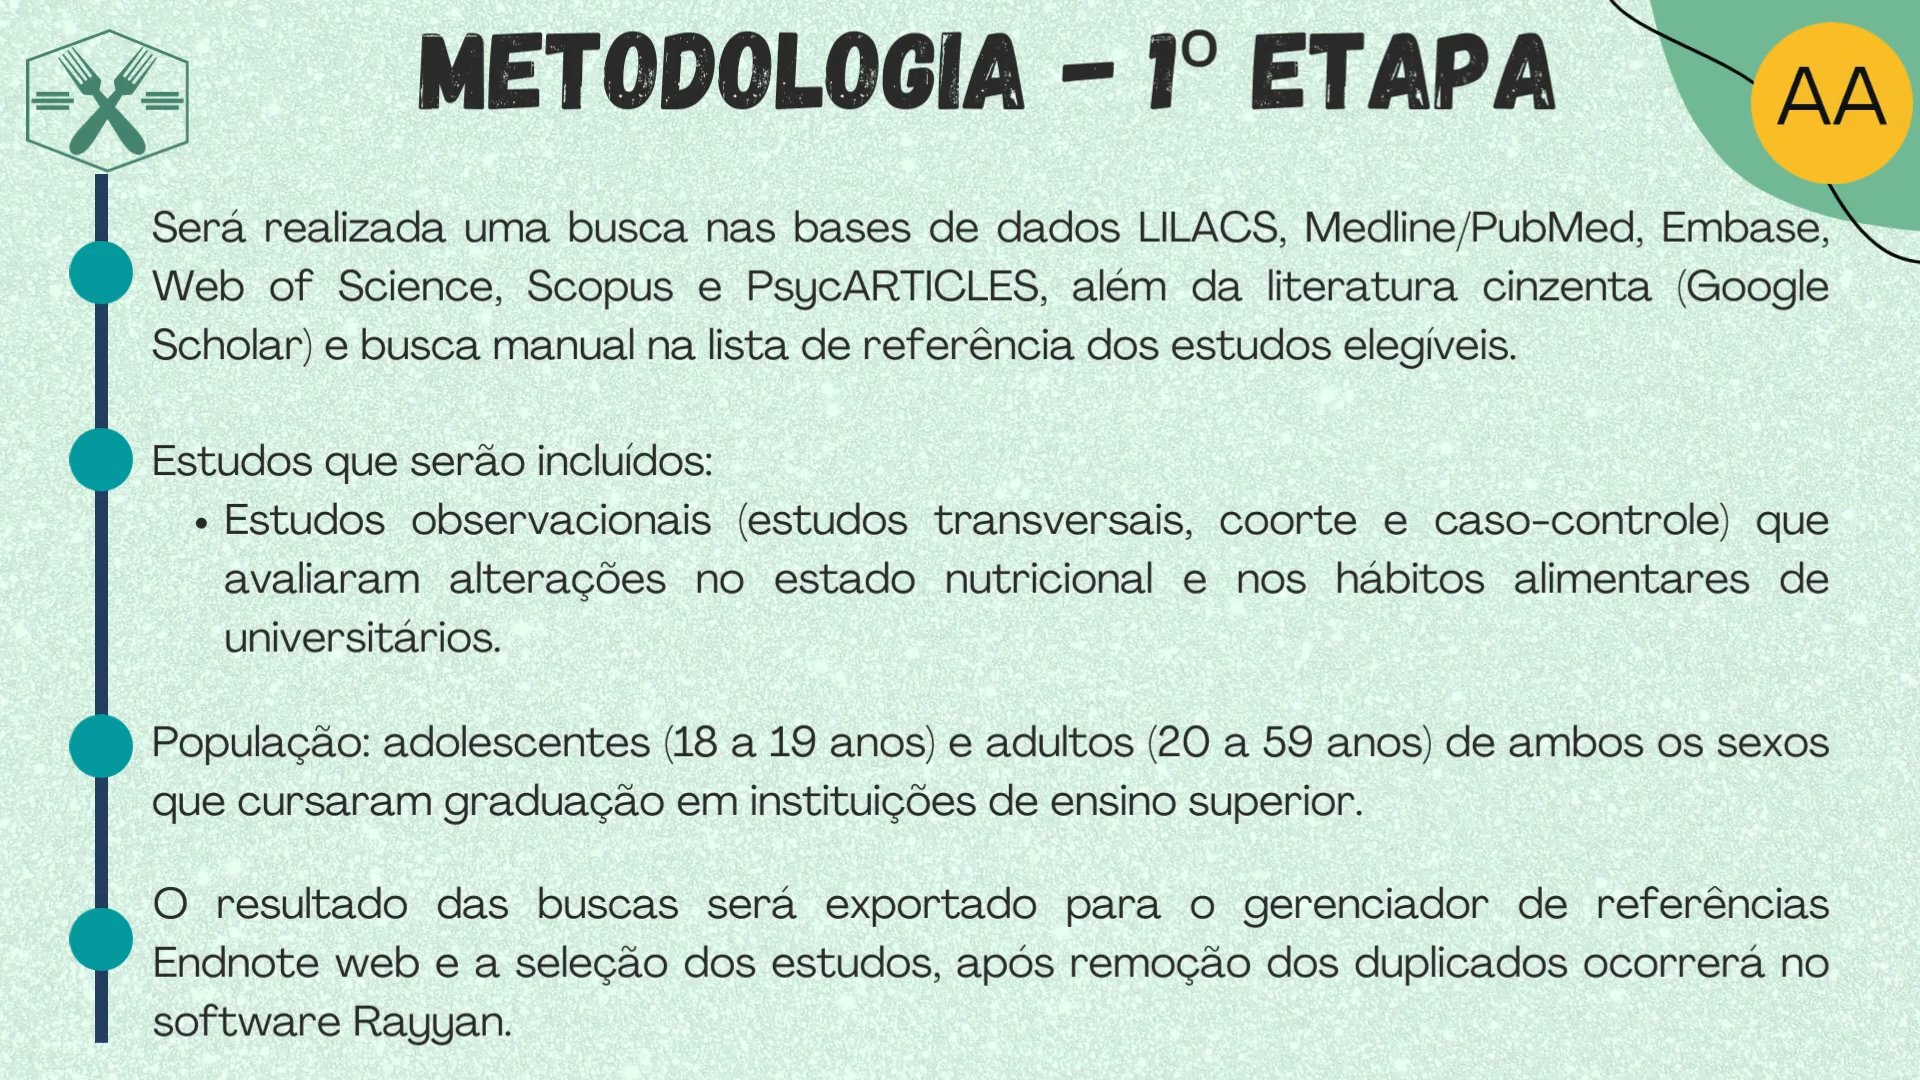 METODOLOGIA - 1º ETAPA
AA
Será realizada uma busca nas bases de dados LILACS, Medline/PubMed, Embase,
Web of Science, Scopus e PsycARTICLES, além da literatura cinzenta (Google
Scholar) e busca manual na lista de referência dos estudos elegíveis.
Estudos que serão incluídos:
• Estudos observacionais (estudos transversais, coorte e caso-controle) que
avaliaram alterações no estado nutricional e nos hábitos alimentares de
universitários.
População: adolescentes (18 a 19 anos) e adultos (20 a 59 anos) de ambos os sexos
que cursaram graduação em instituições de ensino superior.
O resultado das buscas será exportado para o gerenciador de referências
Endnote web e a seleção dos estudos, após remoção dos duplicados ocorrerá no
software Rayyan.